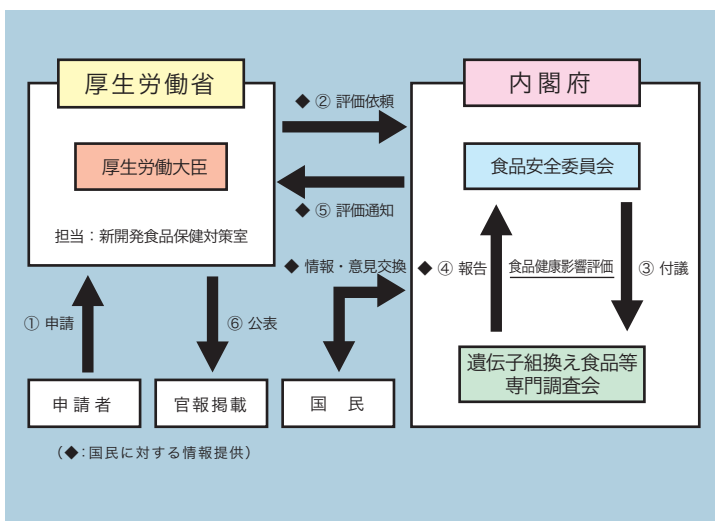 厚生労働省
内閣府
◆ ② 評価依頼
厚生労働大臣
食品安全委員会
◆ ⑤ 評価通知
担当：新開発食品保健対策室
◆ 情報・意見交換
◆ ④ 報告
食品健康影響評価
③ 付議
① 申請
⑥ 公表
遺伝子組換え食品等
専門調査会
申請者
官報掲載
国　民
（◆:国民に対する情報提供）